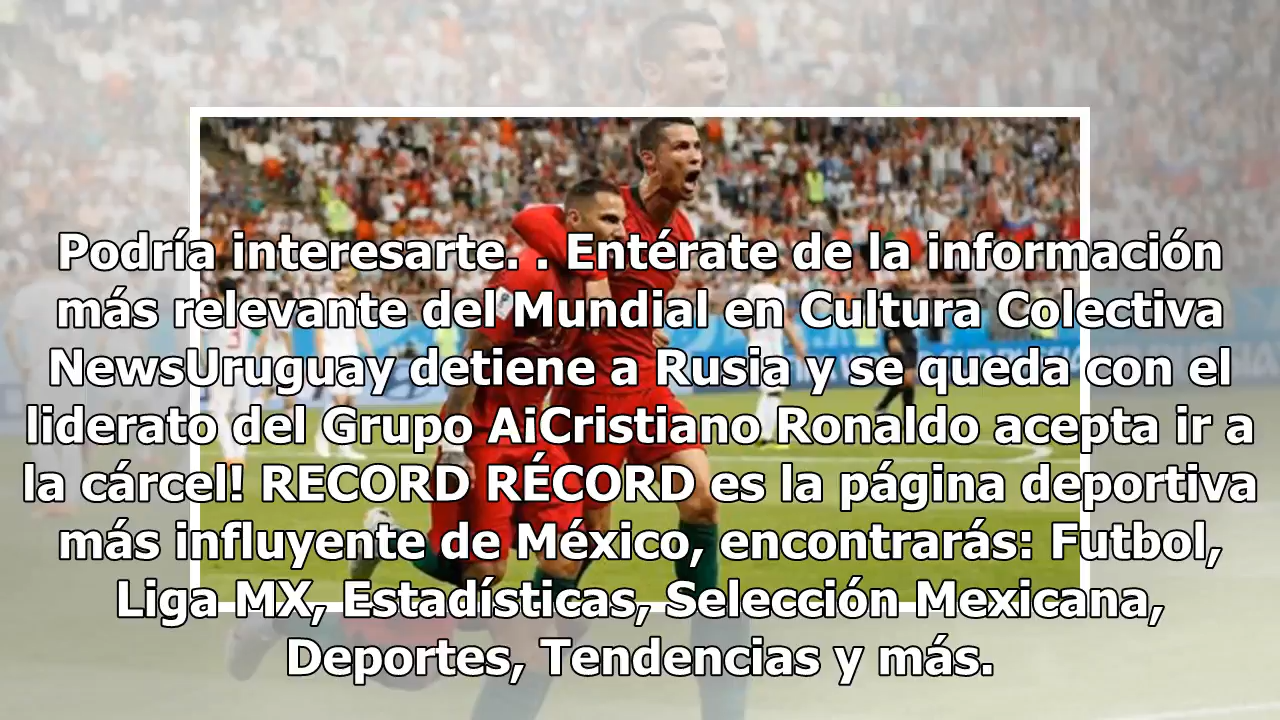 Podría interesarte. . Entérate de la información
más relevante del Mundial en Cultura Colectiva
NewsUruguay detiene a Rusia y se queda con el
liderato del Grupo AiCristiano Ronaldo acepta ir a
la cárcel! RECORD RÉCORD es la página deportiva
más influyente de México, encontrarás: Futbol,
Liga MX, Estadísticas, Selección Mexicana,
Deportes, Tendencias y más.